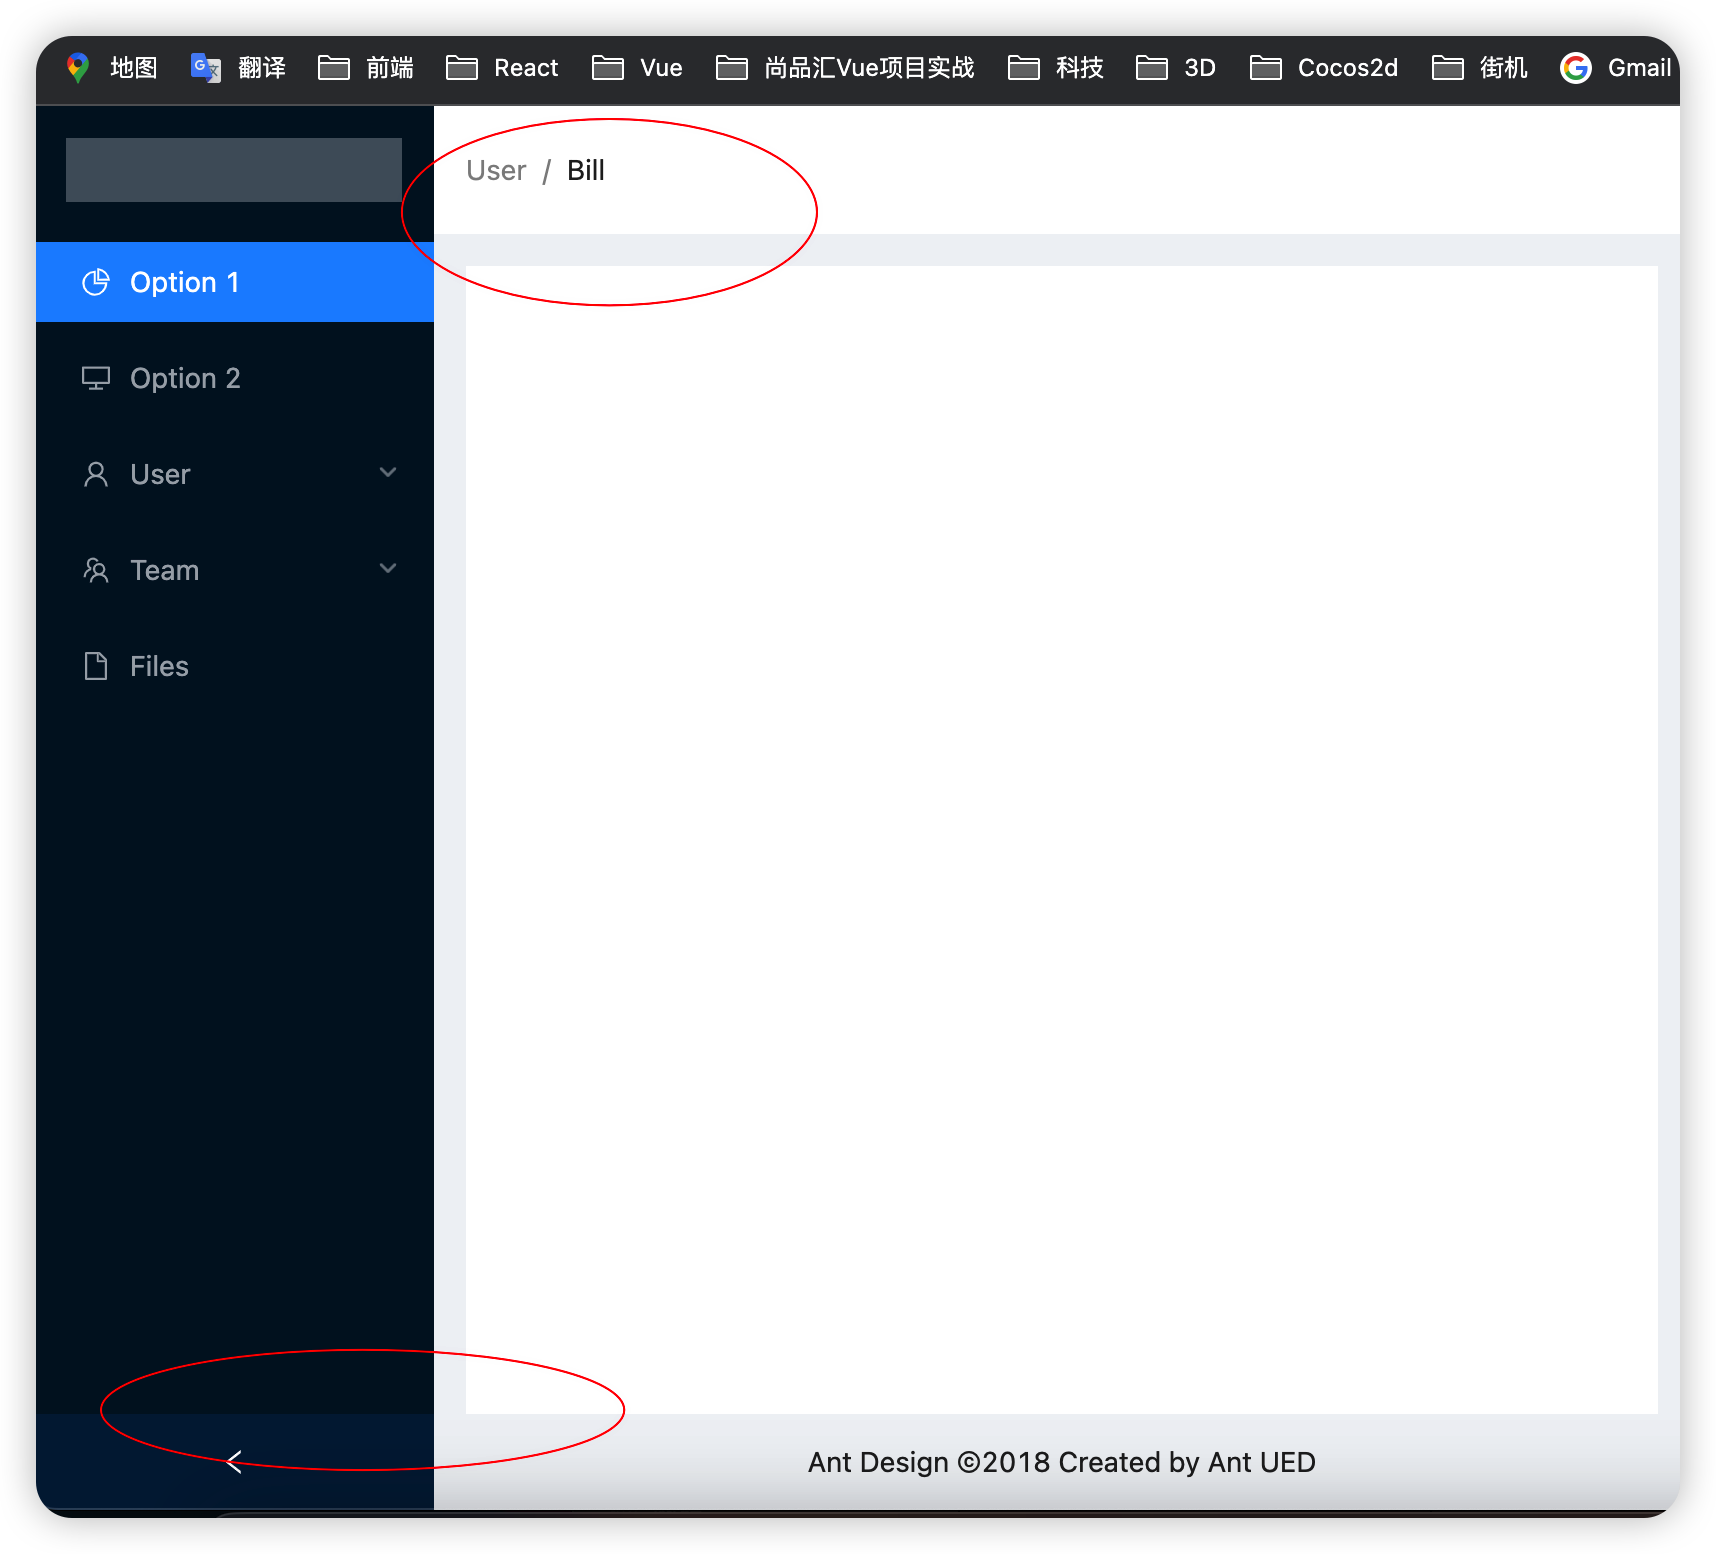 地图 翻译 前端 React Vue 尚品汇Vue项目实战 科技 3D Cocos2d 街机 Gmail
User / Bill
Option 1
Option 2
User
Team
Files
Ant Design ©2018 Created by Ant UED